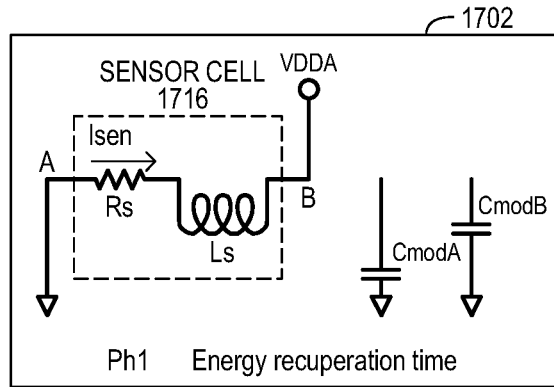 1702
SENSOR CELL
1716
VDDA
Isen
A
Rs
Ls
B
CmodA
CmodB
Ph1 Energy recuperation time